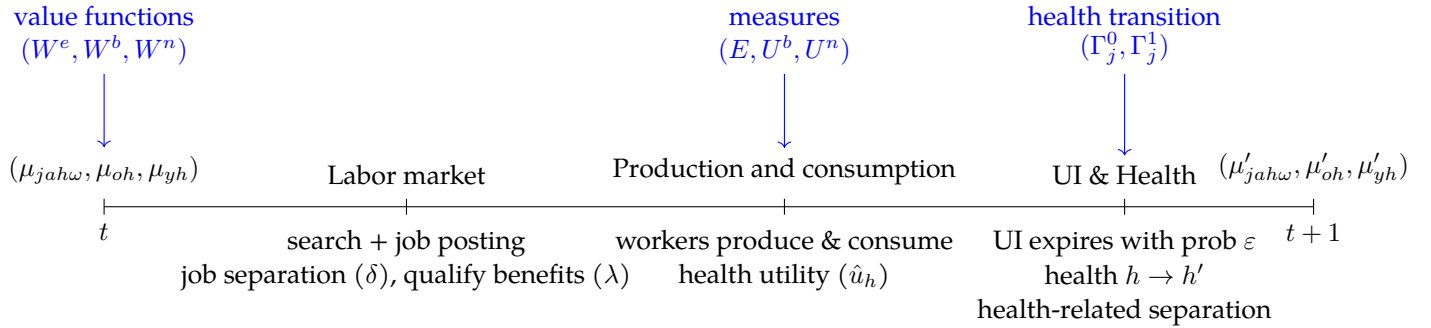 value functions
(W^e, W^b, W^n)
measures
(E, U^b, U^n)
health transition
(Γ_j^0, Γ_j^1)
(μ_{jahω}, μ_{oh}, μ_{yh})
Labor market
Production and consumption
UI & Health
(μ'_{jahω}, μ'_{oh}, μ'_{yh})
t
search + job posting
job separation (δ), qualify benefits (λ)
workers produce & consume
health utility (û_h)
UI expires with prob ε
health h → h'
health-related separation
t + 1